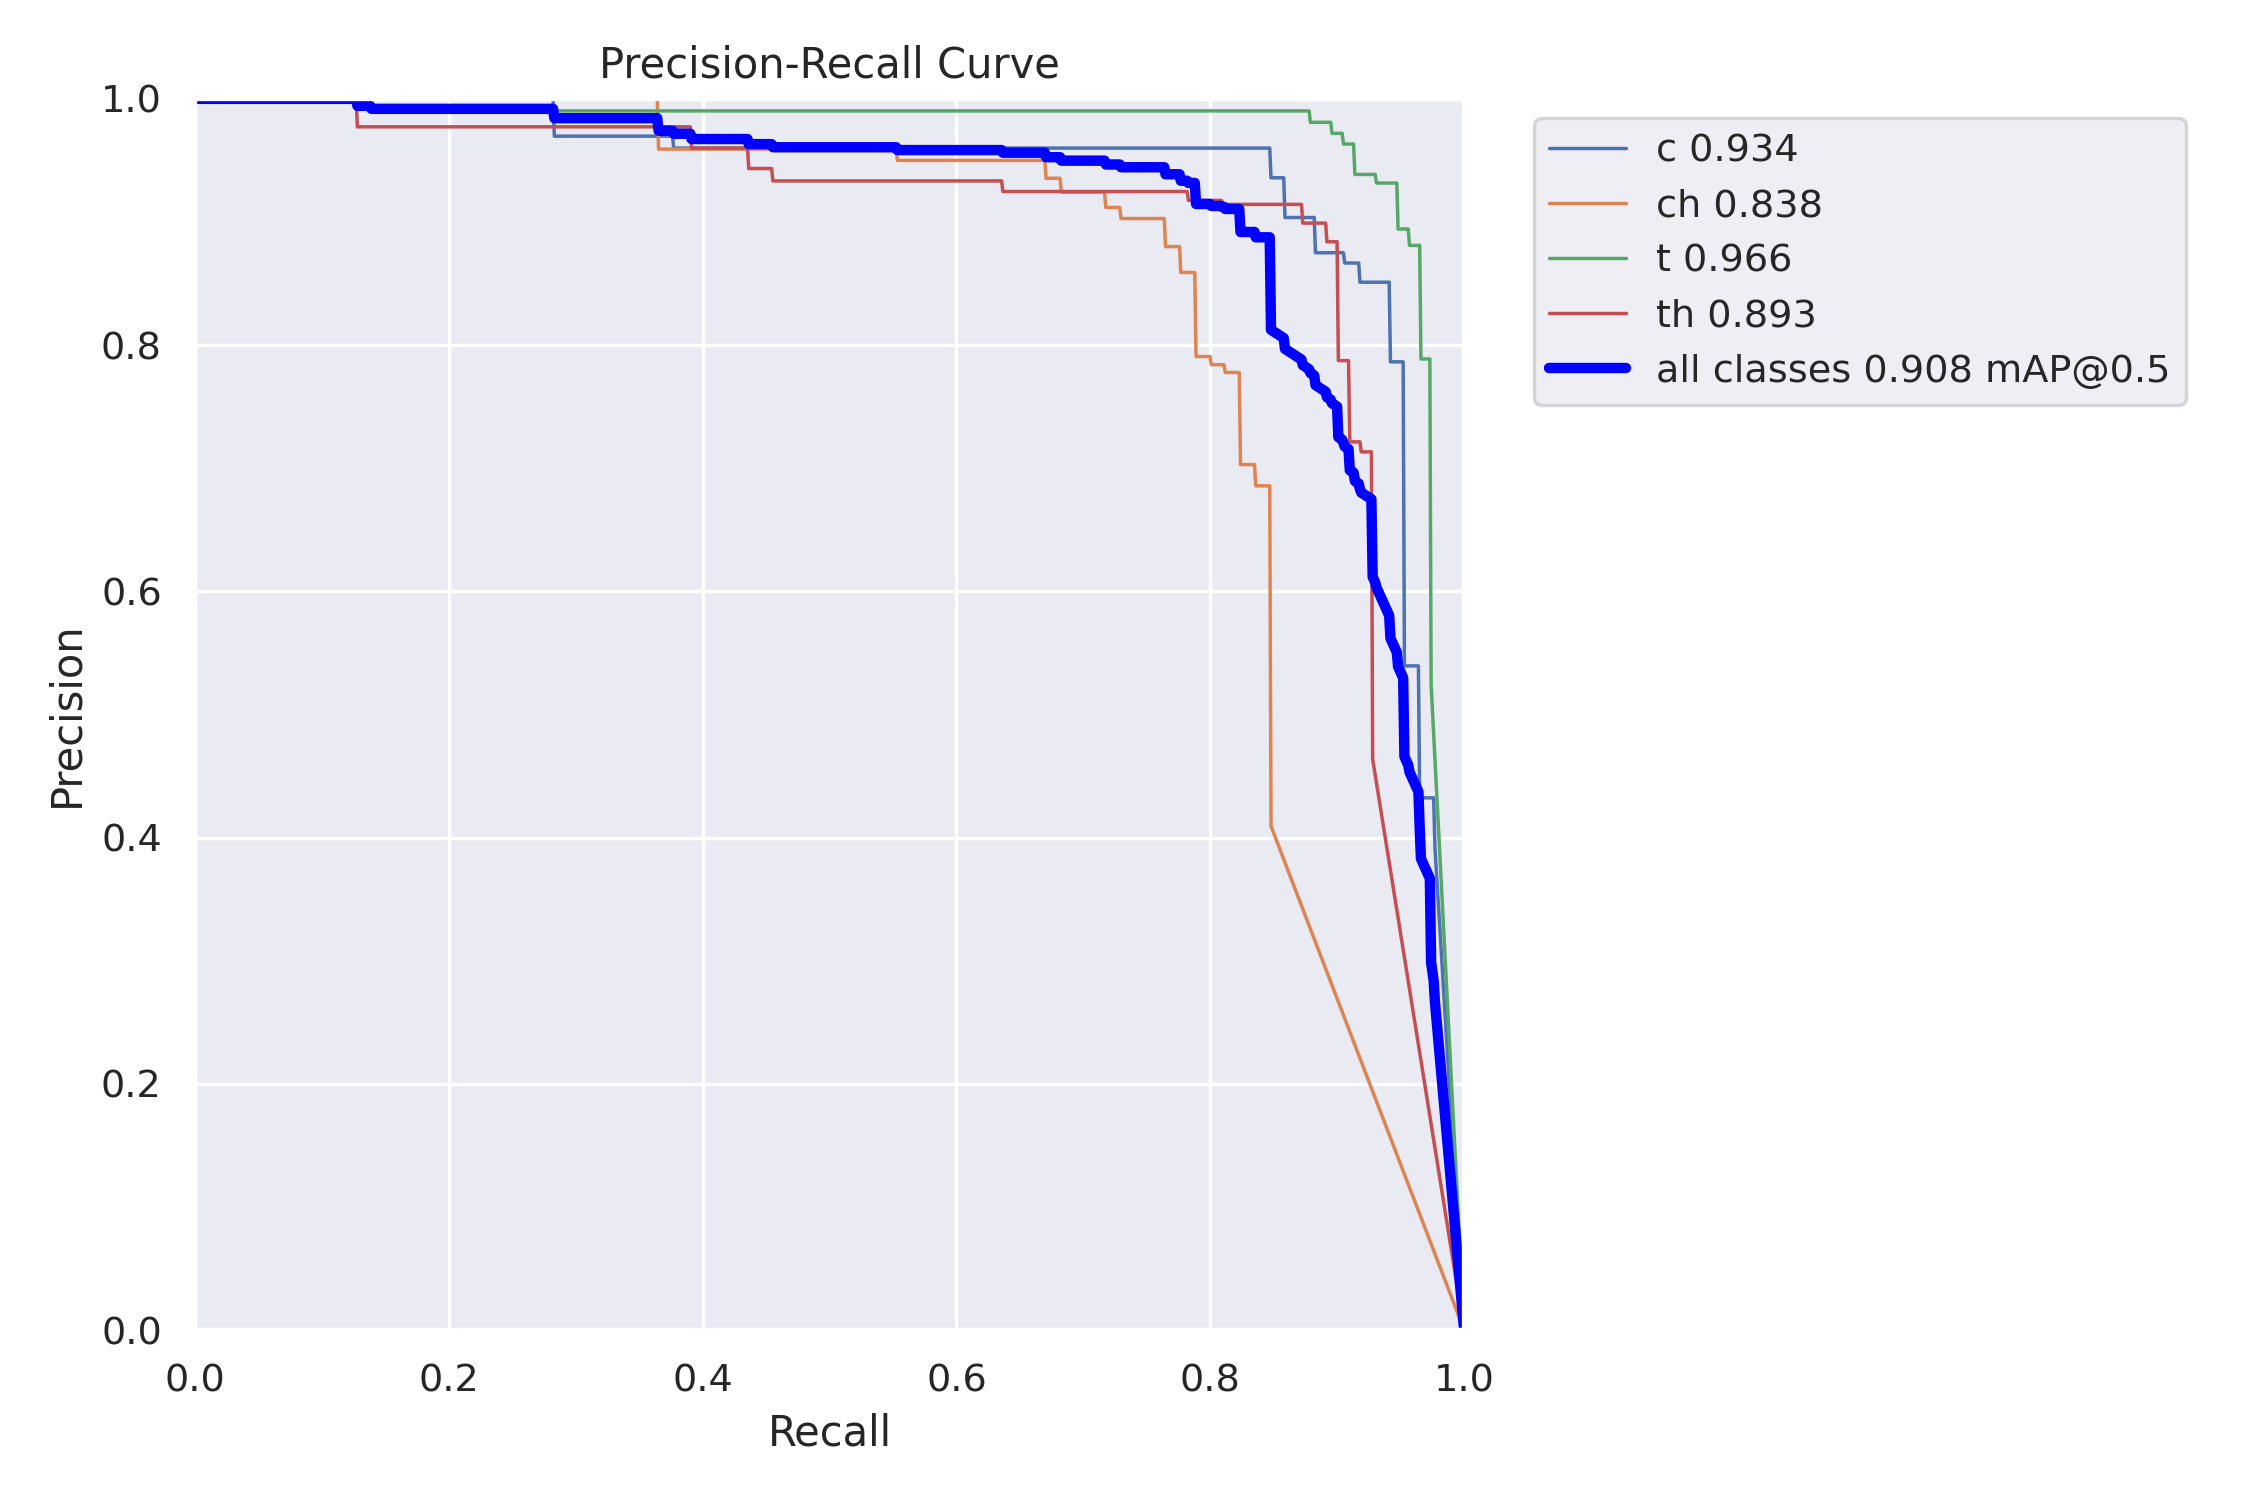 Precision-Recall Curve
1.0
0.8
0.6
0.4
0.2
0.0
Precision
0.0 0.2 0.4 0.6 0.8 1.0
Recall
c 0.934
ch 0.838
t 0.966
th 0.893
all classes 0.908 mAP@0.5